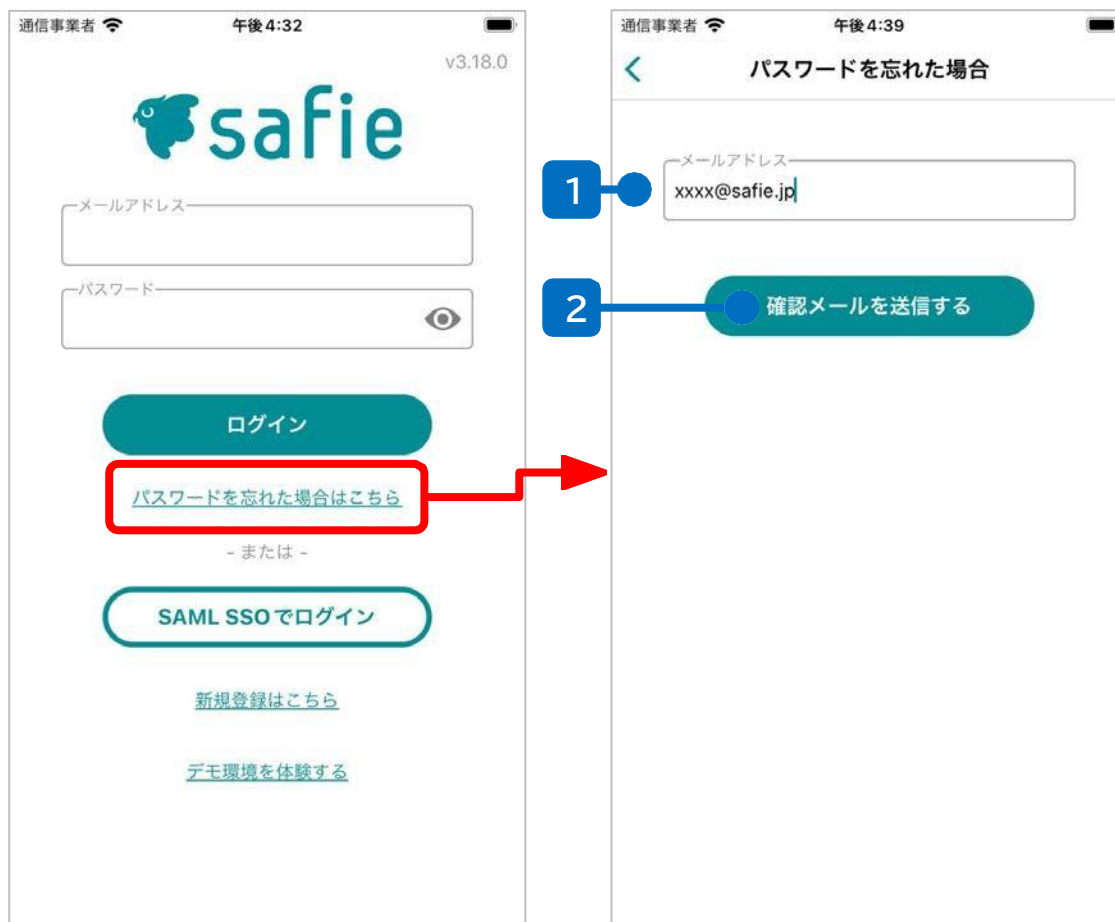 通信事業者 午後4:32
v3.18.0
safie
メールアドレス
パスワード
ログイン
パスワードを忘れた場合はこちら
- または -
SAML SSOでログイン
新規登録はこちら
デモ環境を体験する
通信事業者 午後4:39
パスワードを忘れた場合
1
メールアドレス
xxxx@safie.jp
2
確認メールを送信する